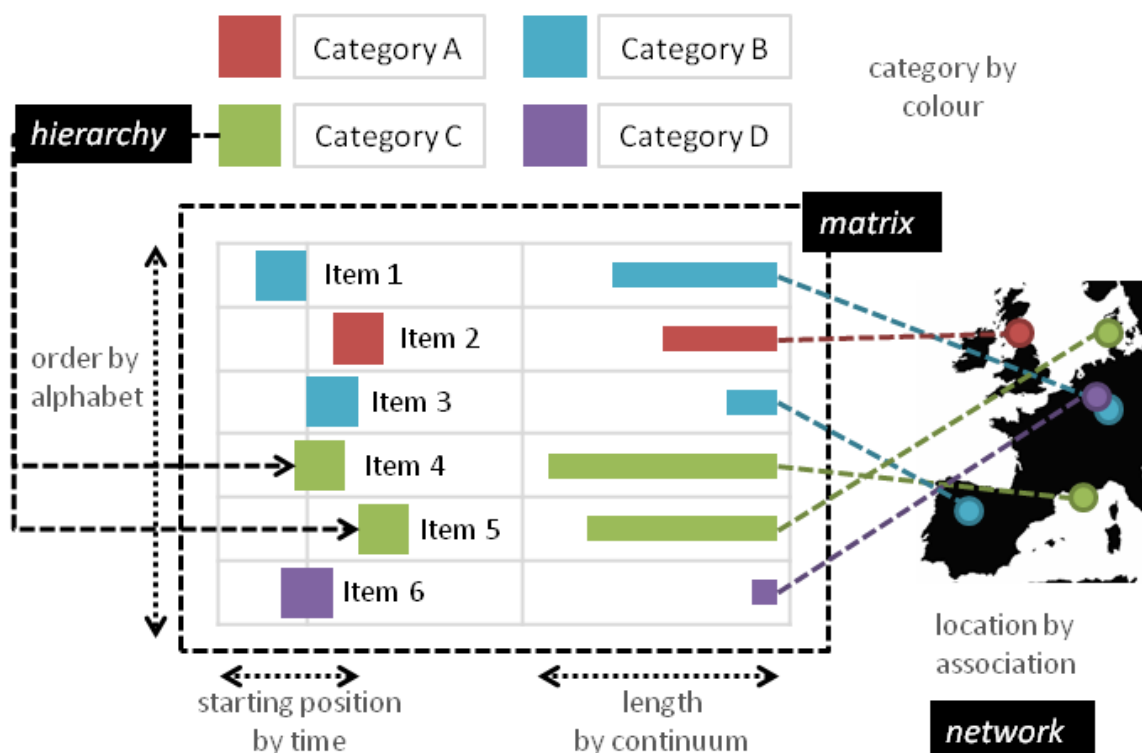 Category A
Category B
category by
colour
hierarchy
Category C
Category D
matrix
Item 1
Item 2
order by
alphabet
Item 3
Item 4
Item 5
Item 6
location by
association
starting position
by time
length
by continuum
network